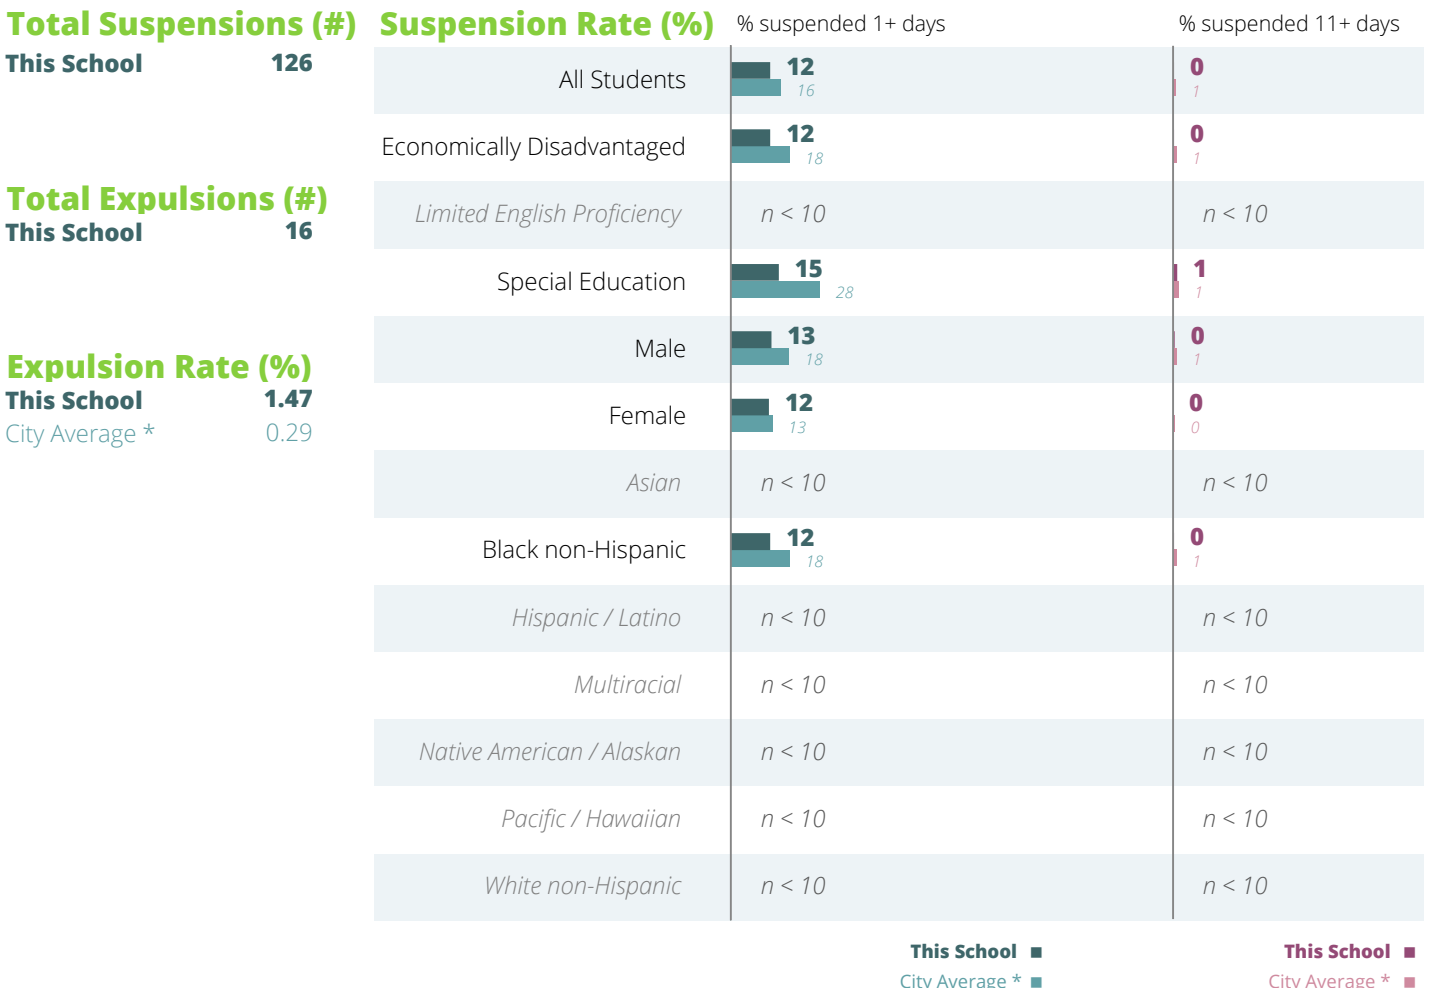 Total Suspensions (#)
This School 126
Total Expulsions (#)
This School 16
Expulsion Rate (%)
This School 1.47
City Average * 0.29
Suspension Rate (%) % suspended 1+ days % suspended 11+ days
All Students 12 0
16 1
Economically Disadvantaged 12 0
18 1
Limited English Proficiency n < 10 n < 10
Special Education 15 1
28 1
Male 13 0
18 1
Female 12 0
13 0
Asian n < 10 n < 10
Black non-Hispanic 12 0
18 1
Hispanic / Latino n < 10 n < 10
Multiracial n < 10 n < 10
Native American / Alaskan n < 10 n < 10
Pacific / Hawaiian n < 10 n < 10
White non-Hispanic n < 10 n < 10
This School This School
City Average * City Average *